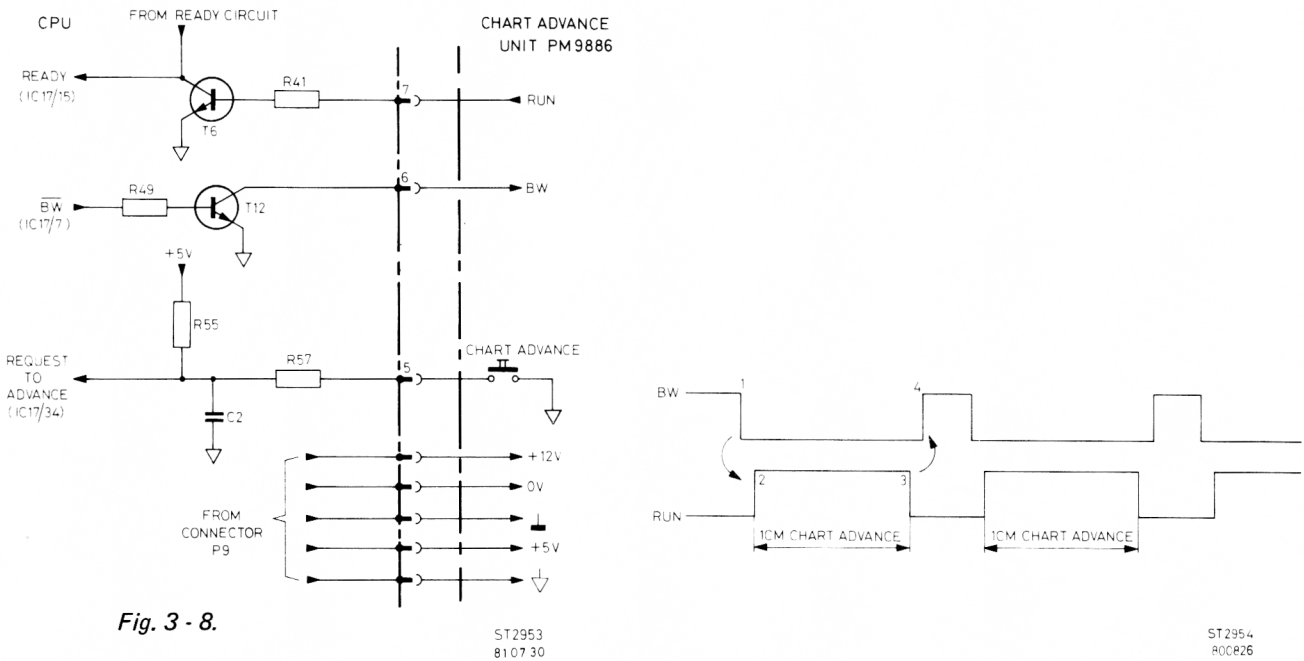 CPU
FROM READY CIRCUIT
CHART ADVANCE
UNIT PM9886
READY
(IC17/15)
R41
7
RUN
T6
BW
(IC17/7)
R49
T12
6
BW
+5V
R55
REQUEST
TO
ADVANCE
(IC17/34)
R57
5
CHART ADVANCE
C2
FROM
CONNECTOR
P9
+12V
0V
+5V
Fig. 3 - 8.
ST2953
81 07 30
BW
1
4
2
3
RUN
1CM CHART ADVANCE
1CM CHART ADVANCE
ST2954
800826